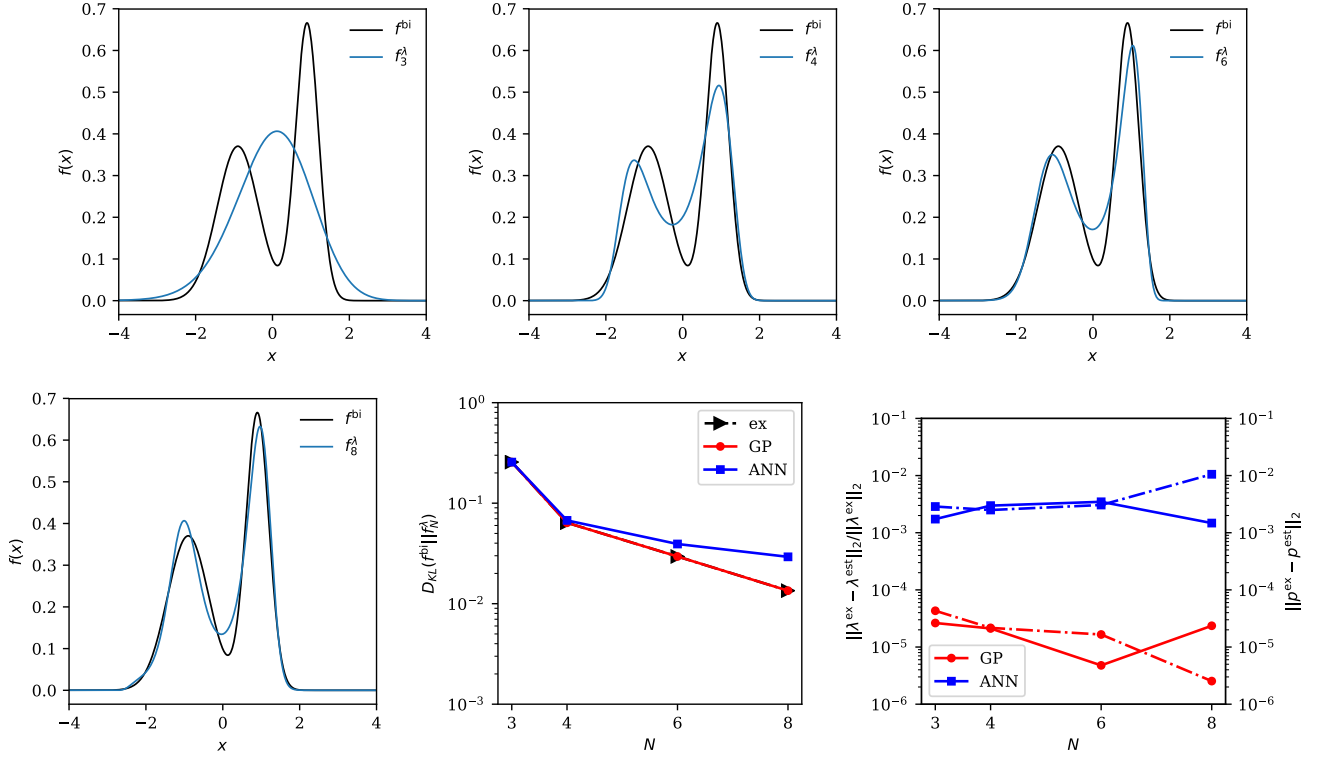 0.7
0.6
0.5
0.4
0.3
0.2
0.1
0.0
f(x)
−4 −2 0 2 4
x
f^bi
f_3^λ
0.7
0.6
0.5
0.4
0.3
0.2
0.1
0.0
f(x)
−4 −2 0 2 4
x
f^bi
f_4^λ
0.7
0.6
0.5
0.4
0.3
0.2
0.1
0.0
f(x)
−4 −2 0 2 4
x
f^bi
f_6^λ
0.7
0.6
0.5
0.4
0.3
0.2
0.1
0.0
f(x)
−4 −2 0 2 4
x
f^bi
f_8^λ
10^0
10^−1
10^−2
10^−3
D_KL(f^bi||f_N^λ)
3 4 6 8
N
ex
GP
ANN
10^−1
10^−2
10^−3
10^−4
10^−5
10^−6
||λ^ex − λ^est||_2/||λ^ex||_2
3 4 6 8
N
GP
ANN
10^−1
10^−2
10^−3
10^−4
10^−5
10^−6
||p^ex − p^est||_2